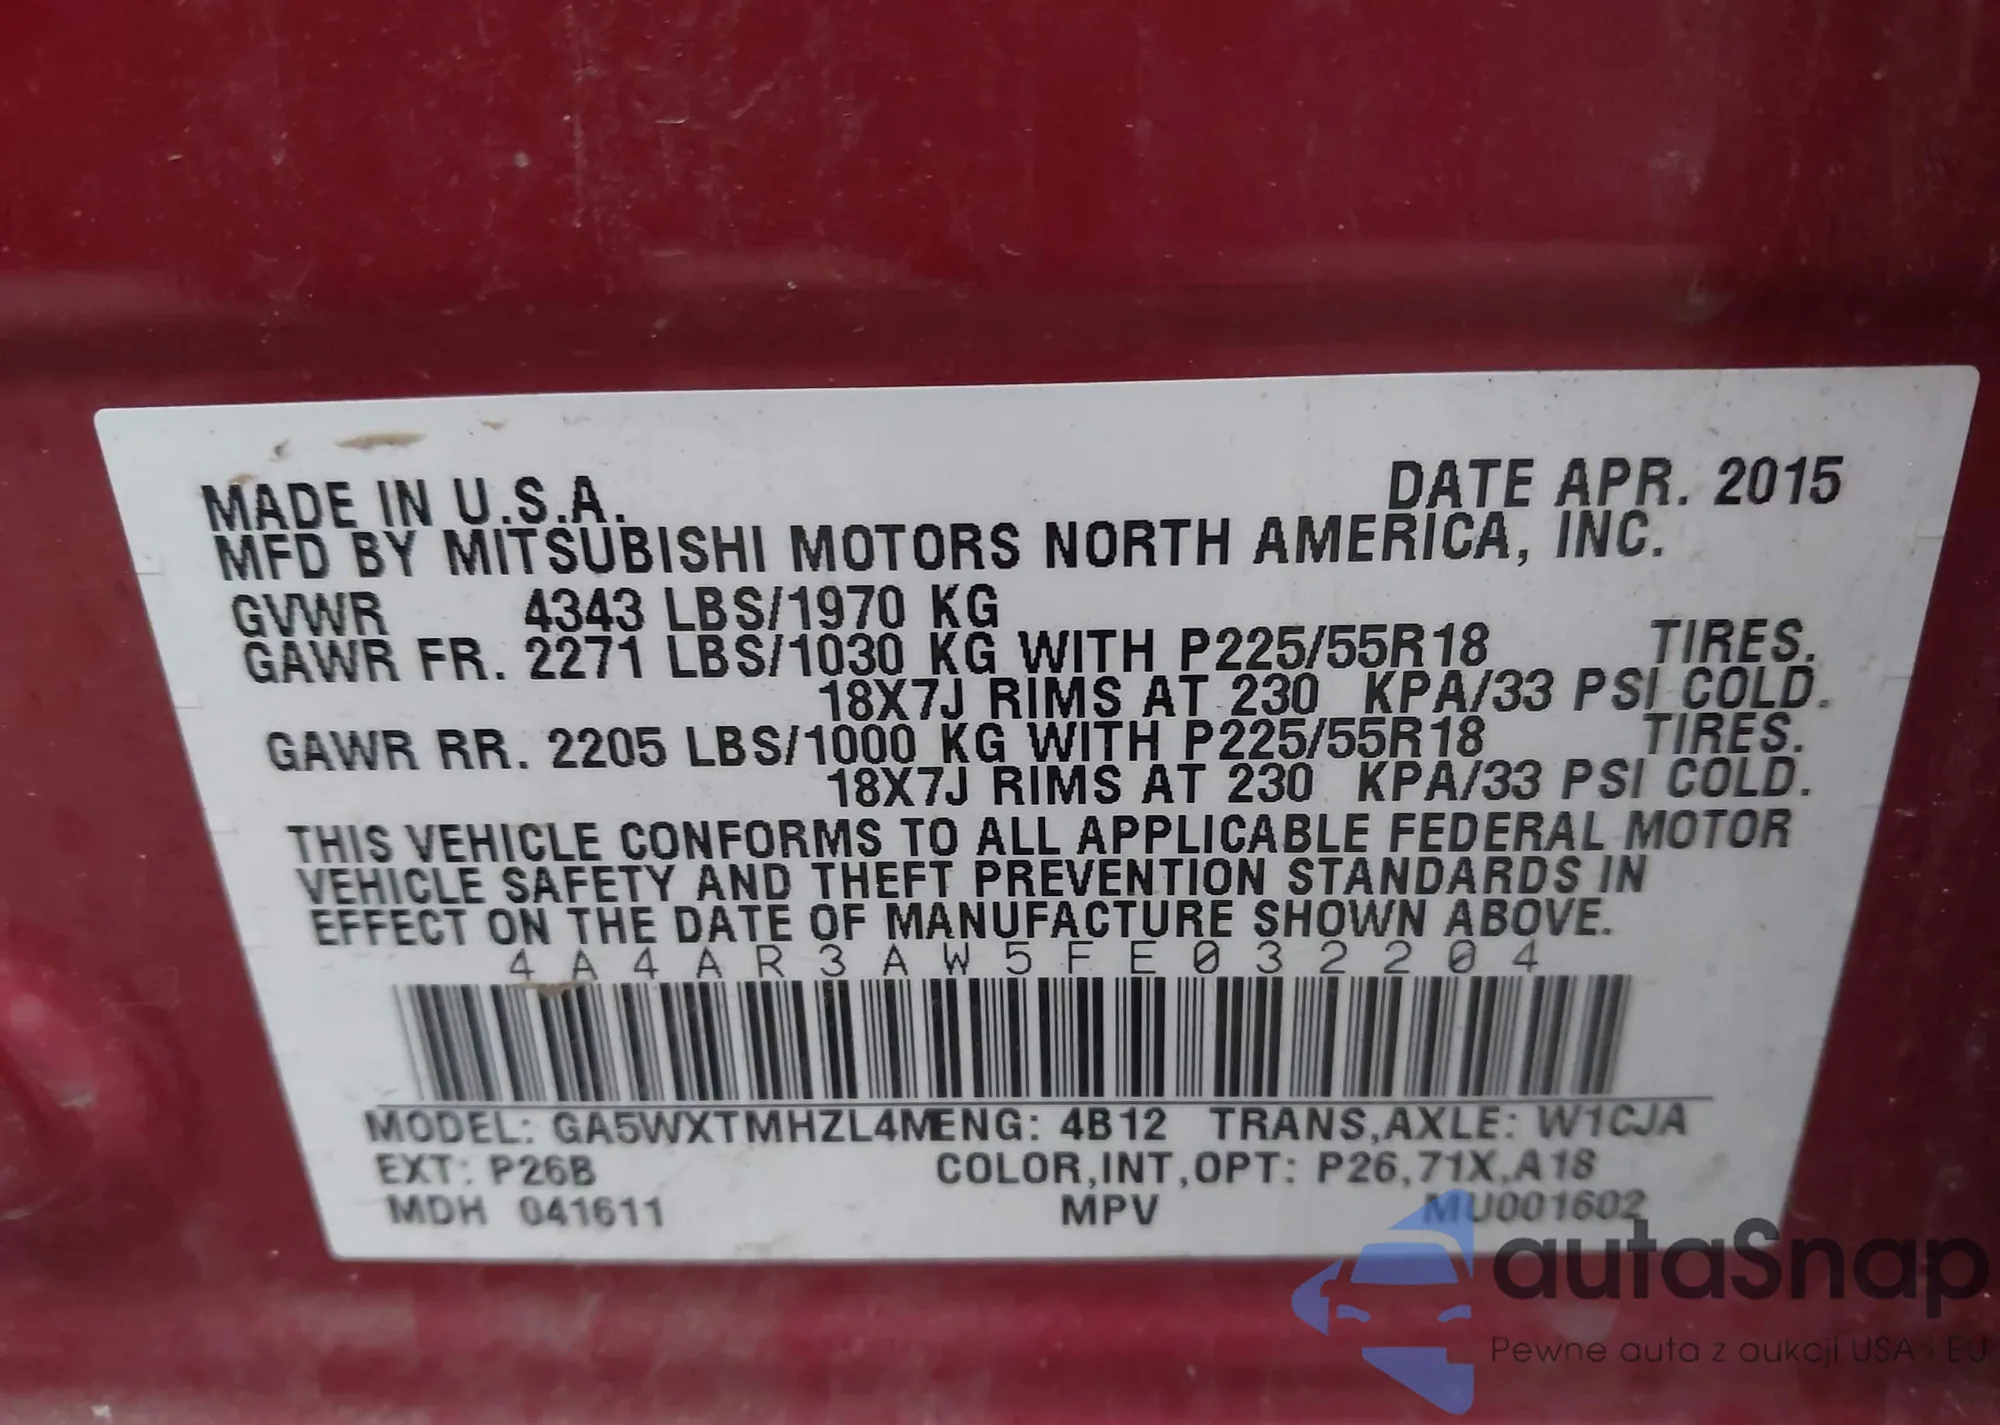 MADE IN U.S.A. DATE APR. 2015
MFD BY MITSUBISHI MOTORS NORTH AMERICA, INC.
GVWR 4343 LBS/1970 KG
GAWR FR. 2271 LBS/1030 KG WITH P225/55R18 TIRES.
18X7J RIMS AT 230 KPA/33 PSI COLD.
GAWR RR. 2205 LBS/1000 KG WITH P225/55R18 TIRES.
18X7J RIMS AT 230 KPA/33 PSI COLD.
THIS VEHICLE CONFORMS TO ALL APPLICABLE FEDERAL MOTOR
VEHICLE SAFETY AND THEFT PREVENTION STANDARDS IN
EFFECT ON THE DATE OF MANUFACTURE SHOWN ABOVE.
4A4AR3AW5FE032204
MODEL: GA5WXTMHZL4MENG: 4B12 TRANS,AXLE: W1CJA
EXT: P26B COLOR,INT,OPT: P26,71X,A18
MDH 041611 MPV MU001602
autaSnap
Pewne auta z aukcji USA i EU